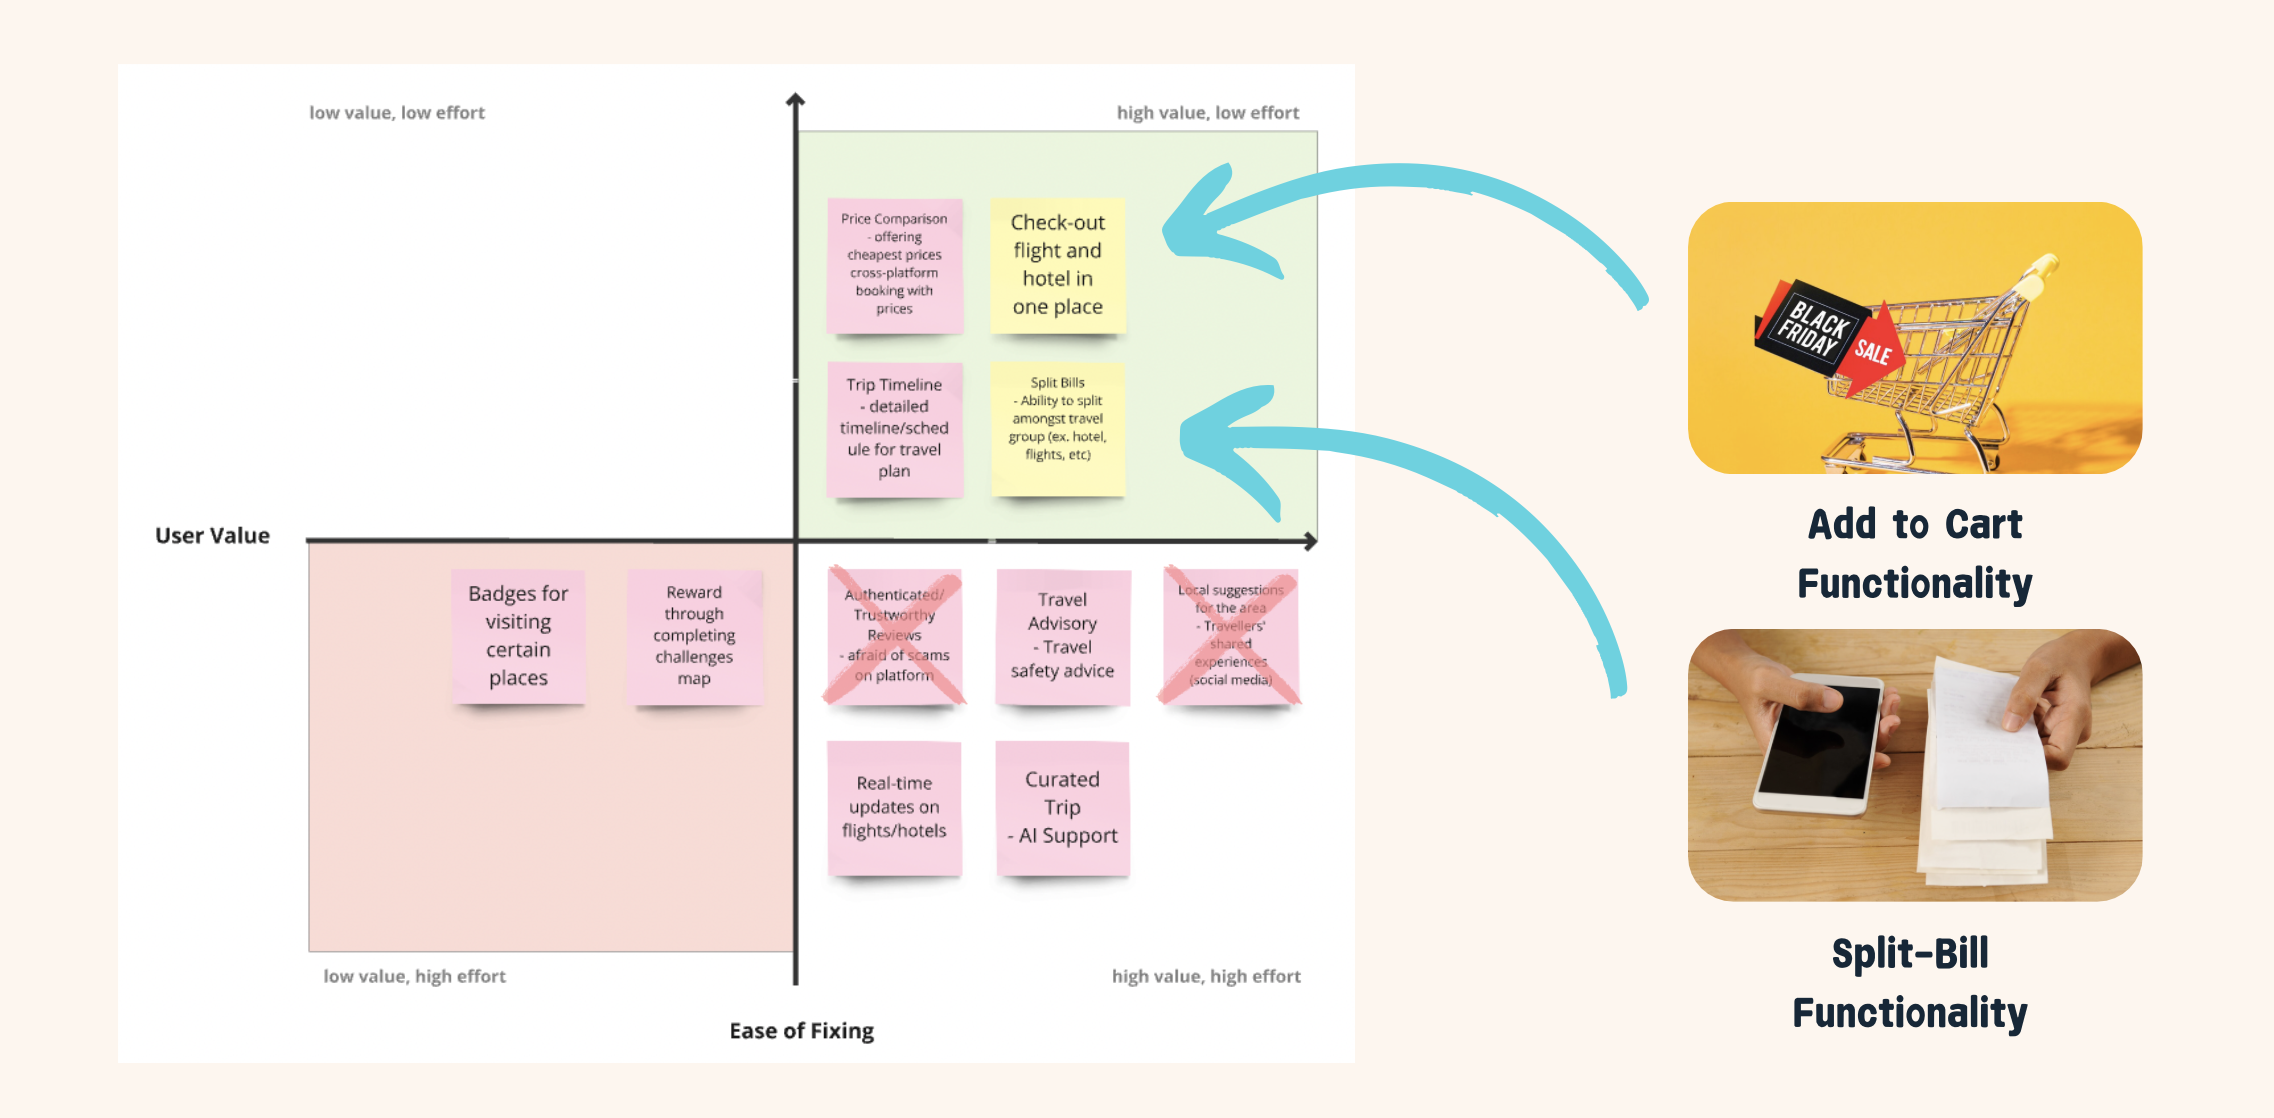 low value, low effort
high value, low effort
Price Comparison
- offering
cheapest prices
cross-platform
booking with
prices
Check-out
flight and
hotel in
one place
Trip Timeline
- detailed
timeline/sched
ule for travel
plan
Split Bills
- Ability to split
amongst travel
group (ex. hotel,
flights, etc)
User Value
Badges for
visiting
certain
places
Reward
through
completing
challenges
map
Authenticated/
Trustworthy
Reviews
- afraid of scams
on platform
Travel
Advisory
- Travel
safety advice
Local suggestions
for the area
- Travellers'
shared
experiences
(social media)
Real-time
updates on
flights/hotels
Curated
Trip
- AI Support
low value, high effort
high value, high effort
Ease of Fixing
BLACK
FRIDAY
SALE
Add to Cart
Functionality
Split-Bill
Functionality